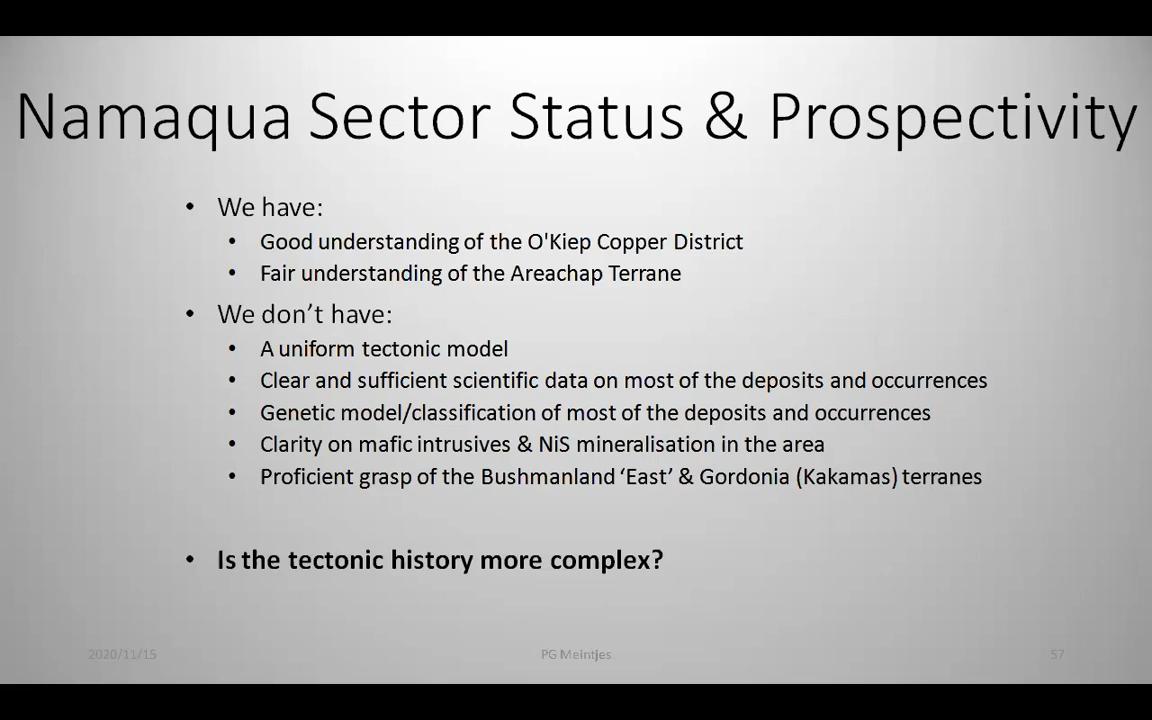 Namaqua Sector Status & Prospectivity
• We have:
• Good understanding of the O'Kiep Copper District
• Fair understanding of the Areachap Terrane
• We don’t have:
• A uniform tectonic model
• Clear and sufficient scientific data on most of the deposits and occurrences
• Genetic model/classification of most of the deposits and occurrences
• Clarity on mafic intrusives & NiS mineralisation in the area
• Proficient grasp of the Bushmanland ‘East’ & Gordonia (Kakamas) terranes
• Is the tectonic history more complex?
2020/11/15
PG Meintjes
57